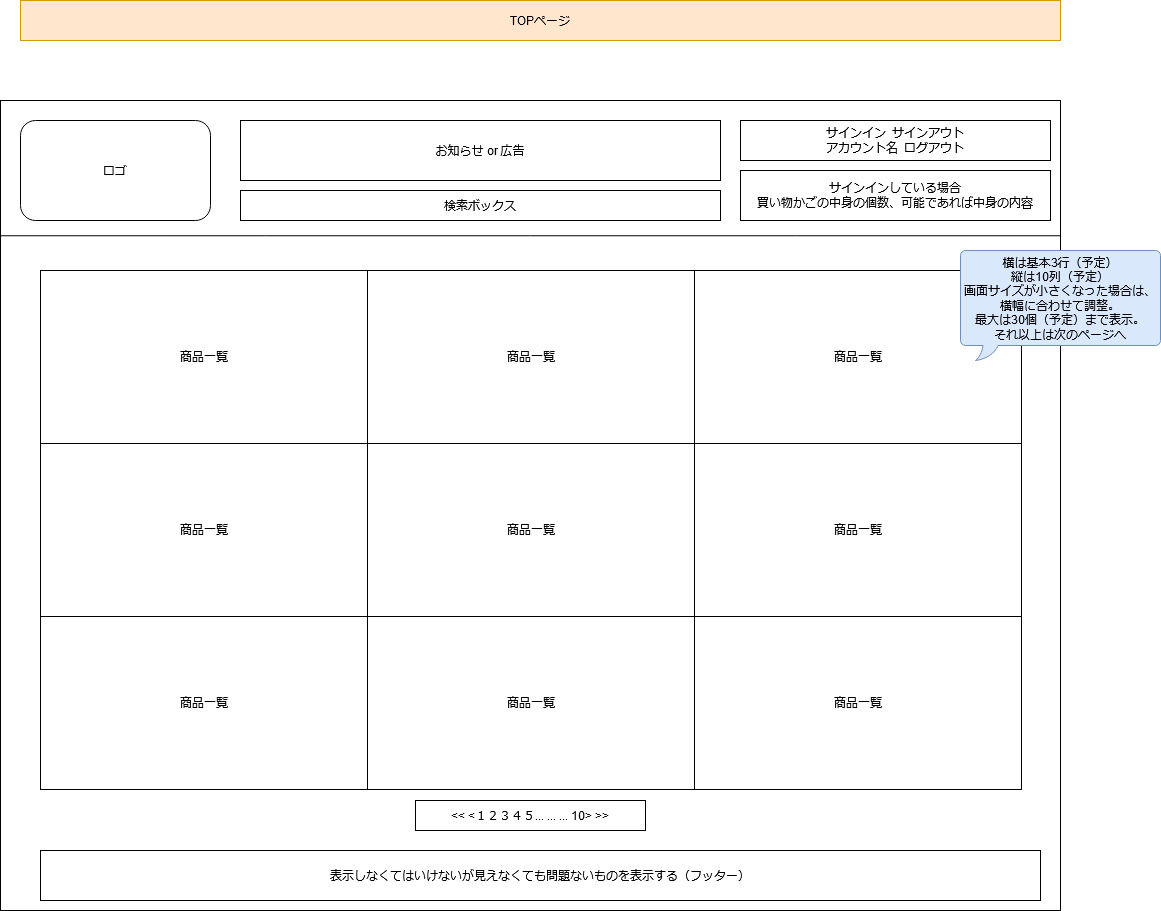 TOPページ
ロゴ
お知らせ or 広告
検索ボックス
サインイン サインアウト
アカウント名 ログアウト
サインインしている場合
買い物かごの中身の個数、可能であれば中身の内容
横は基本3行（予定）
縦は10列（予定）
画面サイズが小さくなった場合は、
横幅に合わせて調整。
最大は30個（予定）まで表示。
それ以上は次のページへ
商品一覧
商品一覧
商品一覧
商品一覧
商品一覧
商品一覧
商品一覧
商品一覧
商品一覧
<< < 1 2 3 4 5... ... ... 10> >>
表示しなくてはいけないが見えなくても問題ないものを表示する（フッター）